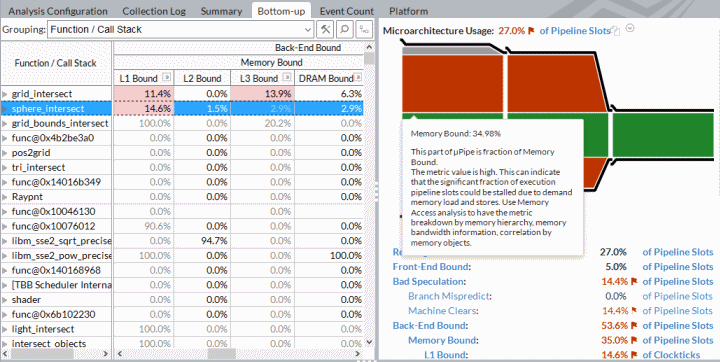 Analysis Configuration Collection Log Summary Bottom-up Event Count Platform
Grouping: Function / Call Stack
Function / Call Stack
Back-End Bound
Memory Bound
L1 Bound L2 Bound L3 Bound DRAM Bound
grid_intersect 11.4% 0.0% 13.9% 6.3%
sphere_intersect 14.6% 1.5% 2.9% 2.9%
grid_bounds_intersect 100.0% 0.0% 20.2% 0.0%
func@0x4b2be3a0 0.0% 0.0% 0.0% 0.0%
pos2grid 0.0% 0.0% 0.0% 0.0%
tri_intersect 0.0% 0.0% 0.0% 0.0%
func@0x14016b349 0.0% 0.0% 0.0% 0.0%
Raypnt 0.0% 0.0% 0.0% 0.0%
func@0x10046130 0.0% 0.0% 0.0%
func@0x10076012 90.6% 0.0% 0.0% 0.0%
libm_sse2_sqrt_precise 0.0% 94.7% 0.0% 0.0%
libm_sse2_pow_precise 100.0% 0.0% 0.0% 100.0%
func@0x140168968 0.0% 0.0% 0.0% 0.0%
[TBB Scheduler Interna 0.0% 0.0% 0.0% 0.0%
shader 0.0% 0.0% 0.0% 0.0%
func@0x6b102230 0.0% 0.0% 0.0% 0.0%
light_intersect 100.0% 0.0% 0.0% 0.0%
intersect_objects 100.0% 0.0% 0.0% 0.0%
Microarchitecture Usage: 27.0% of Pipeline Slots
Memory Bound: 34.98%
This part of µPipe is fraction of Memory
Bound.
The metric value is high. This can indicate
that the significant fraction of execution
pipeline slots could be stalled due to demand
memory load and stores. Use Memory
Access analysis to have the metric
breakdown by memory hierarchy, memory
bandwidth information, correlation by
memory objects.
27.0% of Pipeline Slots
Front-End Bound: 5.0% of Pipeline Slots
Bad Speculation: 14.4% of Pipeline Slots
Branch Mispredict: 0.0% of Pipeline Slots
Machine Clears: 14.4% of Pipeline Slots
Back-End Bound: 53.6% of Pipeline Slots
Memory Bound: 35.0% of Pipeline Slots
L1 Bound: 14.6% of Clockticks